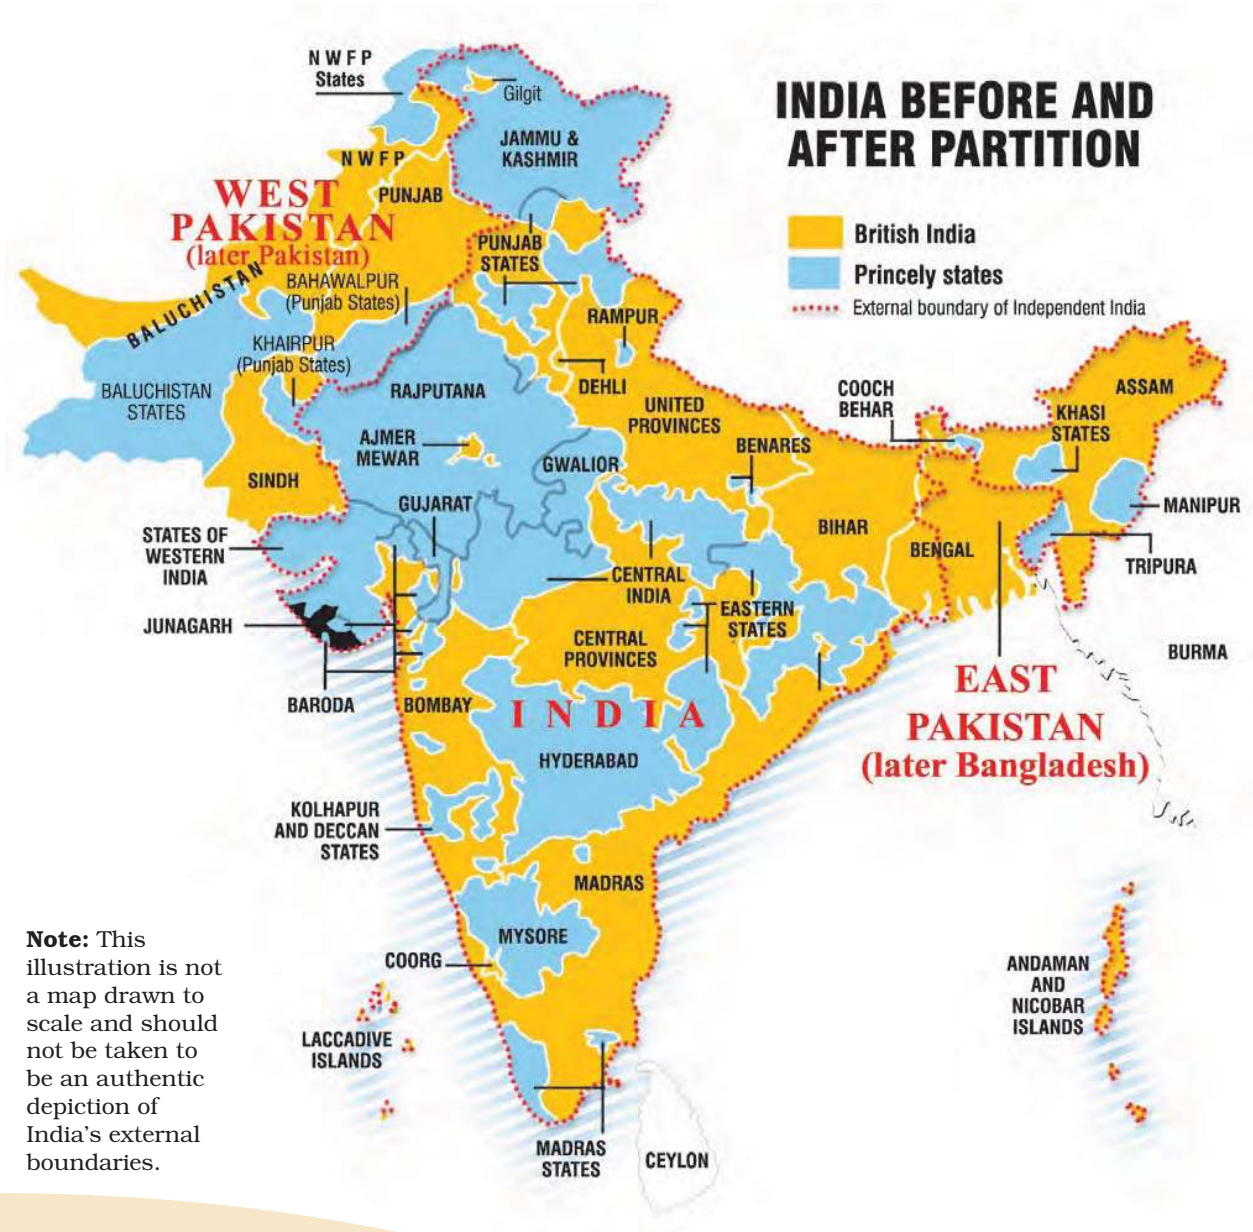 INDIA BEFORE AND
AFTER PARTITION
British India
Princely states
External boundary of Independent India
N W F P
States
Gilgit
JAMMU &
KASHMIR
N W F P
WEST
PAKISTAN
(later Pakistan)
PUNJAB
PUNJAB
STATES
BALUCHISTAN
BAHAWALPUR
(Punjab States)
KHAIRPUR
(Punjab States)
BALUCHISTAN
STATES
RAMPUR
DEHLI
RAJPUTANA
UNITED
PROVINCES
COOCH
BEHAR
ASSAM
KHASI
STATES
AJMER
MEWAR
BENARES
GWALIOR
SINDH
GUJARAT
MANIPUR
BIHAR
BENGAL
TRIPURA
STATES OF
WESTERN
INDIA
CENTRAL
INDIA
EASTERN
STATES
JUNAGARH
CENTRAL
PROVINCES
BURMA
BARODA
BOMBAY
INDIA
EAST
PAKISTAN
(later Bangladesh)
HYDERABAD
KOLHAPUR
AND DECCAN
STATES
MADRAS
MYSORE
COORG
ANDAMAN
AND
NICOBAR
ISLANDS
LACCADIVE
ISLANDS
MADRAS
STATES
CEYLON
Note: This
illustration is not
a map drawn to
scale and should
not be taken to
be an authentic
depiction of
India's external
boundaries.